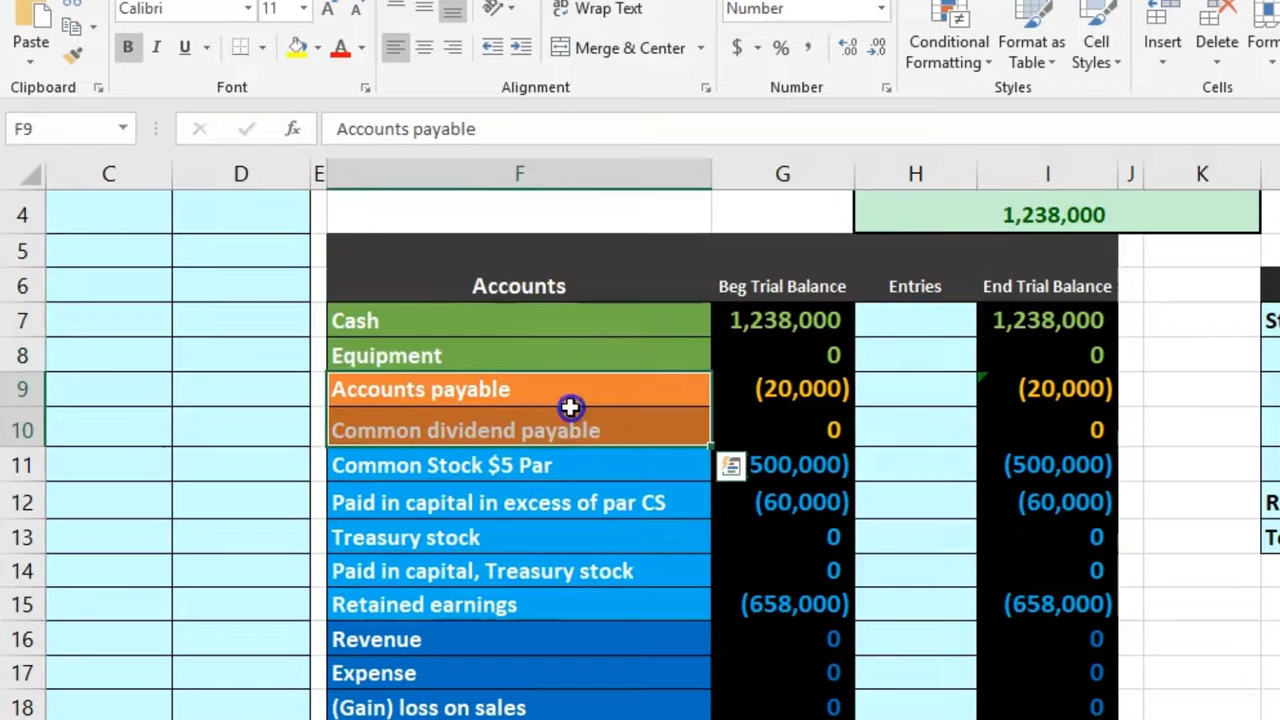 Calibri 11 A A Wrap Text Number
Paste B I U A Merge & Center $ % , Conditional Formatting Format as Table Cell Styles Insert Delete Form
Clipboard Font Alignment Number Styles Cells
F9 fx Accounts payable
C D E F G H I J K
4 1,238,000
5
6 Accounts Beg Trial Balance Entries End Trial Balance
7 Cash 1,238,000 1,238,000 St
8 Equipment 0 0
9 Accounts payable (20,000) (20,000)
10 Common dividend payable 0 0
11 Common Stock $5 Par 500,000) (500,000)
12 Paid in capital in excess of par CS (60,000) (60,000) R
13 Treasury stock 0 0 To
14 Paid in capital, Treasury stock 0 0
15 Retained earnings (658,000) (658,000)
16 Revenue 0 0
17 Expense 0 0
18 (Gain) loss on sales 0 0